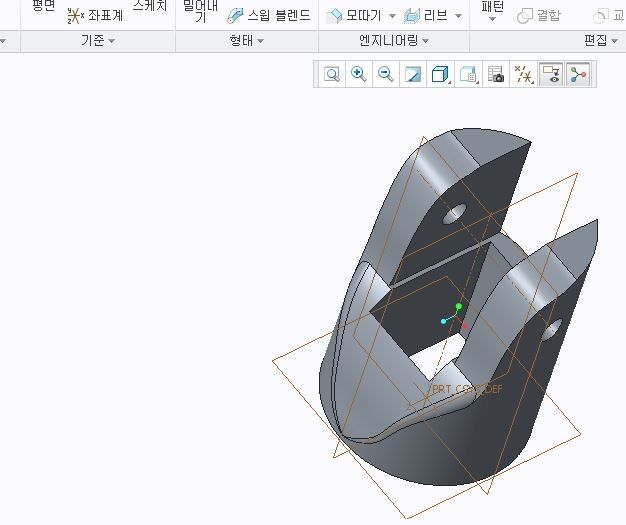 평면
좌표계
스케치
밀어내
기
스윕 블렌드
모따기
리브
패턴
결합
교
기준
형태
엔지니어링
편집
PRT_CSYS_DEF